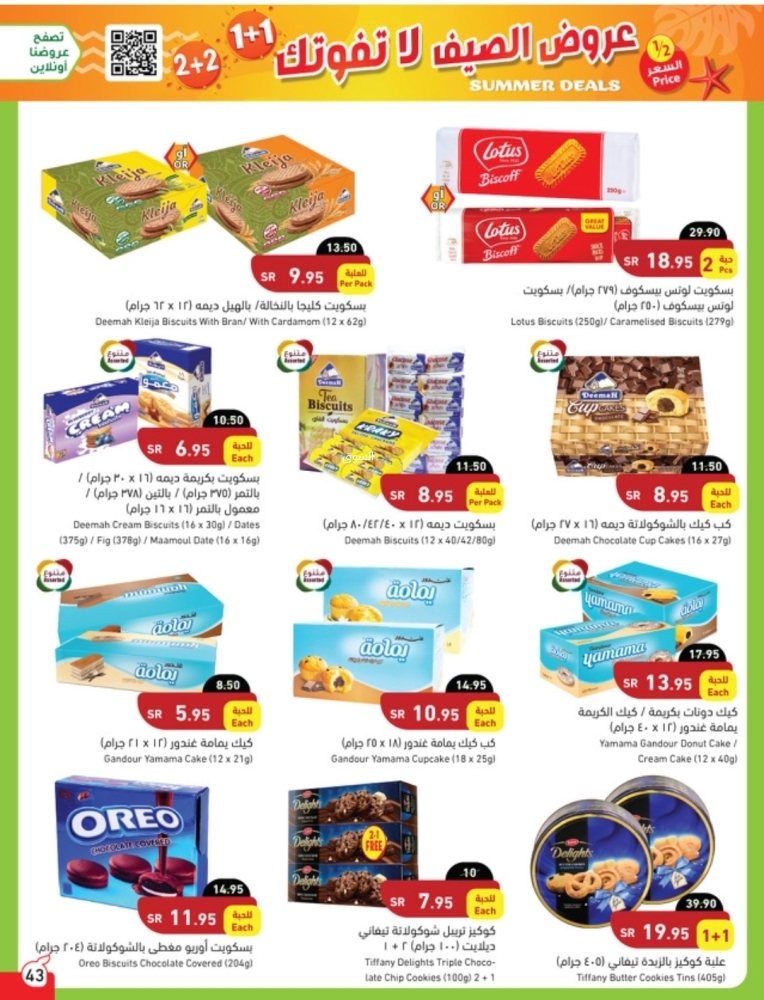 تصفح
عروضنا
أونلاين
2+2
1+1
عروض الصيف لا تفوتك
SUMMER DEALS
½
السعر
Price
أو
OR
Kleija
Kleija
Kleija
Kleija
13.50
SR 9.95
للعلبة
Per Pack
بسكويت كليجا بالنخالة/ بالهيل ديمه (١٢ x ٦٢ جرام)
Deemah Kleija Biscuits With Bran/ With Cardamom (12 x 62g)
Lotus
Biscoff
250g
أو
OR
Lotus
Biscoff
GREAT
VALUE
29.90
SR 18.95
2 حبة
Pcs
بسكويت لوتس بيسكوف (٢٧٩ جرام)/ بسكويت
لوتس بيسكوف (٢٥٠ جرام)
Lotus Biscuits (250g)/ Caramelised Biscuits (279g)
متنوع
Assorted
CREAM
10.50
SR 6.95
للحبة
Each
بسكويت بكريمة ديمه (١٦ x ٣٠ جرام) /
بالتمر (٣٧٥ جرام) / بالتين (٣٧٨ جرام) /
معمول بالتمر (١٦ x ١٦ جرام)
Deemah Cream Biscuits (16 x 30g) / Dates
(375g) / Fig (378g) / Maamoul Date (16 x 16g)
متنوع
Assorted
DeemaH
Tea
Biscuits
السوق
11.50
SR 8.95
للعلبة
Per Pack
بسكويت ديمه (١٢ x ٨٠/٤٢/٤٠ جرام)
Deemah Biscuits (12 x 40/42/80g)
متنوع
Assorted
DeemaH
Cup CAKES
CHOCOLATE
Cup CAKES
11.50
SR 8.95
للحبة
Each
كب كيك بالشوكولاتة ديمه (١٦ x ٢٧ جرام)
Deemah Chocolate Cup Cakes (16 x 27g)
متنوع
Assorted
يمامة
يمامة
8.50
SR 5.95
للحبة
Each
كيك يمامة غندور (١٢ x ٢١ جرام)
Gandour Yamama Cake (12 x 21g)
متنوع
Assorted
يمامة
يمامة
14.95
SR 10.95
للحبة
Each
كب كيك يمامة غندور (١٨ x ٢٥ جرام)
Gandour Yamama Cupcake (18 x 25g)
متنوع
Assorted
yamama
يمامة
yamama
17.95
SR 13.95
للحبة
Each
كيك دونات بكريمة / كيك الكريمة
يمامة غندور (١٢ x ٤٠ جرام)
Yamama Gandour Donut Cake /
Cream Cake (12 x 40g)
OREO
CHOCOLATE COVERED
14.95
SR 11.95
للحبة
Each
بسكويت أوريو مغطى بالشوكولاتة (٢٠٤ جرام)
Oreo Biscuits Chocolate Covered (204g)
Delights
Delights
2+1
FREE
Delights
10
SR 7.95
للحبة
Each
كوكيز تريبل شوكولاتة تيفاني
ديلايت (١٠٠ جرام) ٢ + ١
Tiffany Delights Triple Choco-
late Chip Cookies (100g) 2 + 1
Delights
Delights
39.90
SR 19.95
1+1
علبة كوكيز بالزبدة تيفاني (٤٠٥ جرام)
Tiffany Butter Cookies Tins (405g)
43